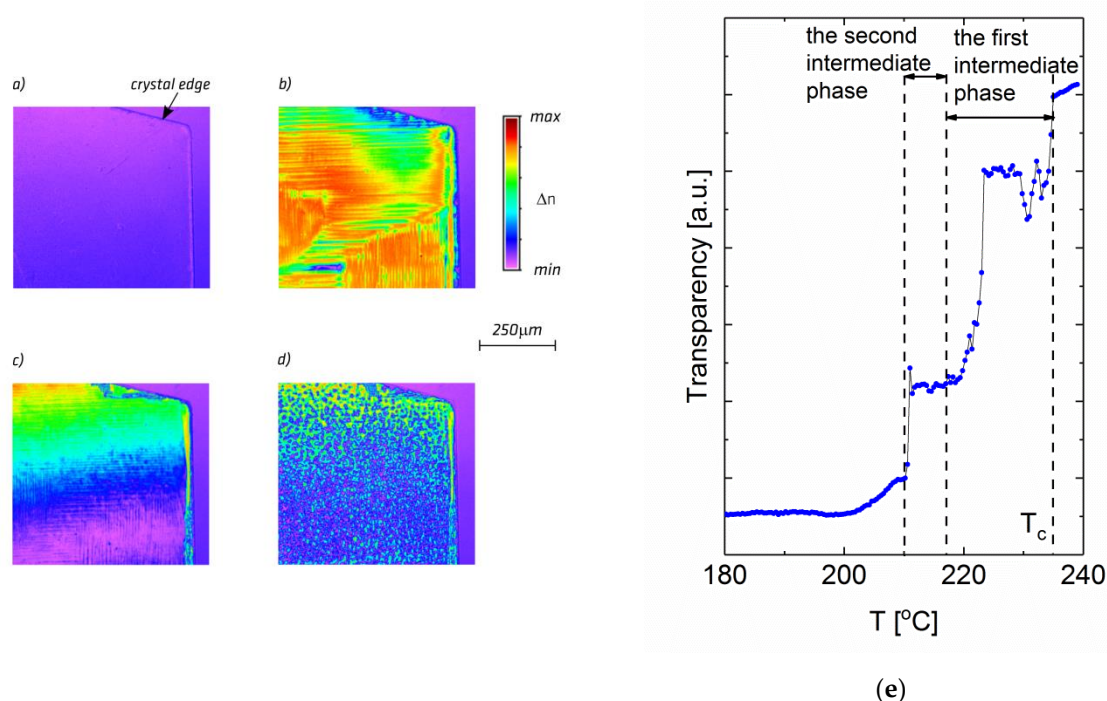 a)
crystal edge
b)
max
Δn
min
250μm
c)
d)
the second
intermediate
phase
the first
intermediate
phase
Transparency [a.u.]
Tc
180
200
220
240
T [°C]
(e)